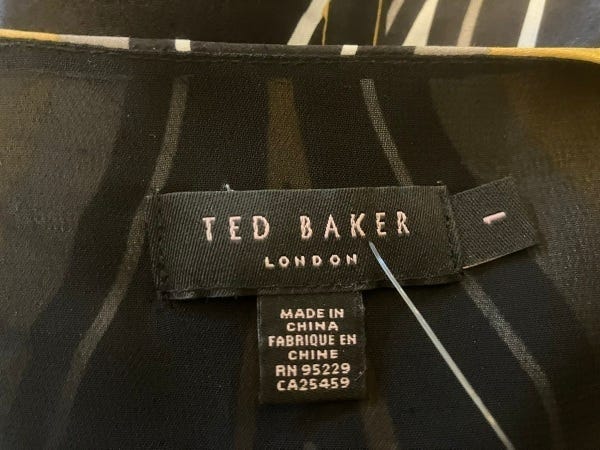 TED BAKER
LONDON
1
MADE IN
CHINA
FABRIQUE EN
CHINE
RN 95229
CA25459